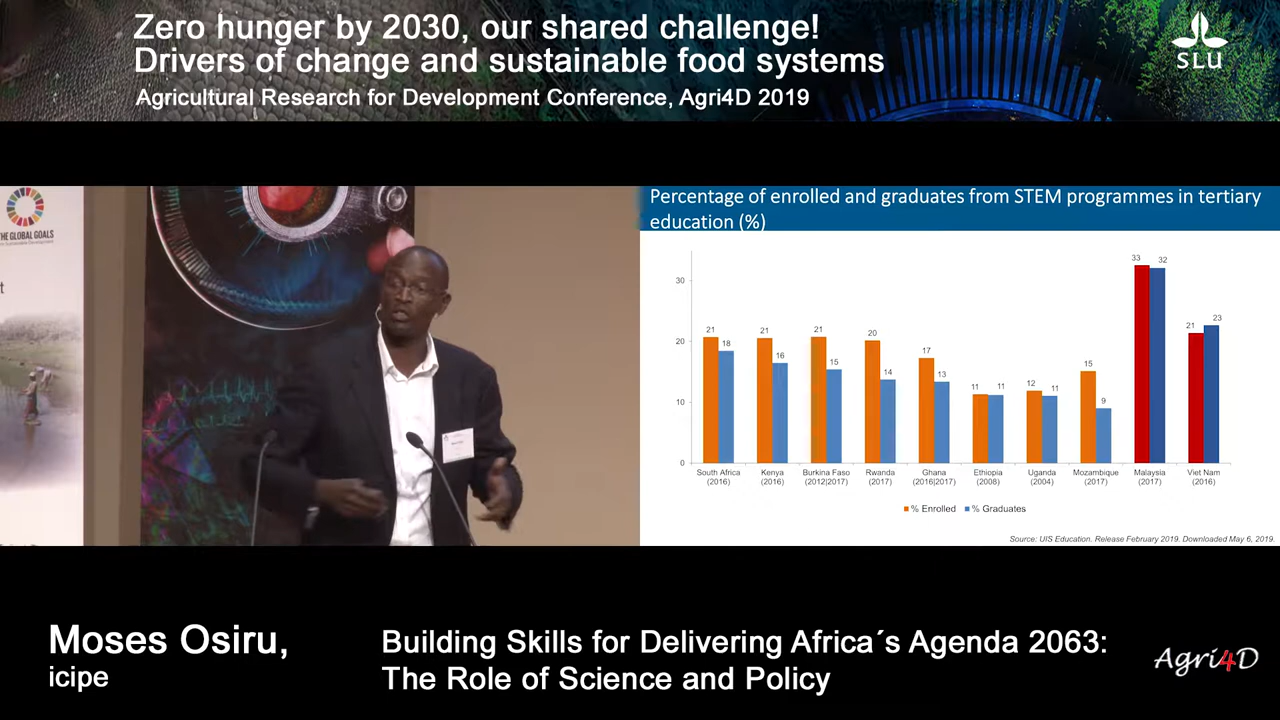 Zero hunger by 2030, our shared challenge!
Drivers of change and sustainable food systems
Agricultural Research for Development Conference, Agri4D 2019
SLU
THE GLOBAL GOALS
Percentage of enrolled and graduates from STEM programmes in tertiary
education (%)
33 32
30
21 23
21 18
21 16
21 15
20 14
17 13
11 11
12 11
15 9
20
10
0
South Africa Kenya Burkina Faso Rwanda Ghana Ethiopia Uganda Mozambique Malaysia Viet Nam
(2016) (2016) (2012|2017) (2017) (2016|2017) (2008) (2004) (2017) (2017) (2016)
% Enrolled % Graduates
Source: UIS Education. Release February 2019. Downloaded May 6, 2019.
Moses Osiru,
icipe
Building Skills for Delivering Africa´s Agenda 2063:
The Role of Science and Policy
Agri4D